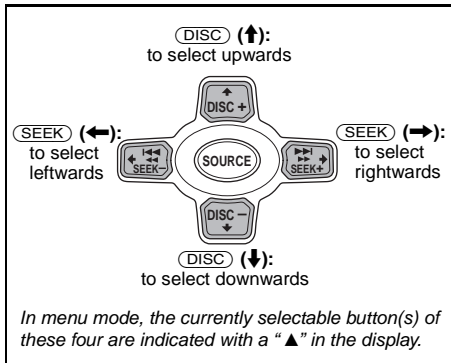 DISC (↑):
to select upwards
↑
DISC +
SEEK (←):
to select
leftwards
SEEK (→):
to select
rightwards
SEEK−
SOURCE
SEEK+
DISC −
DISC (↓):
to select downwards
In menu mode, the currently selectable button(s) of
these four are indicated with a “▲” in the display.